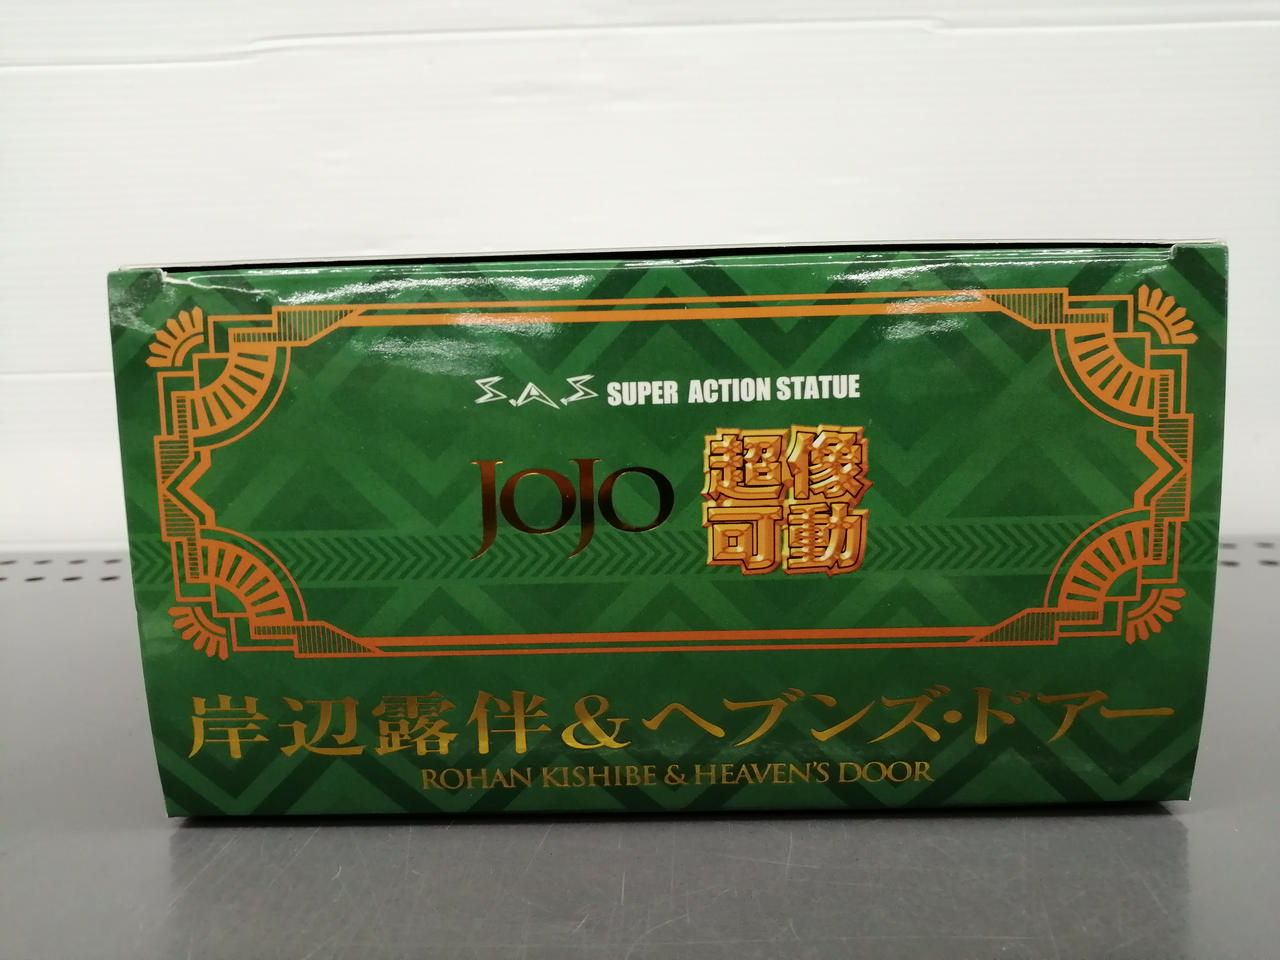 S.A.S SUPER ACTION STATUE
JOJO 超像可動
岸辺露伴&ヘブンズ・ドアー
ROHAN KISHIBE & HEAVEN'S DOOR